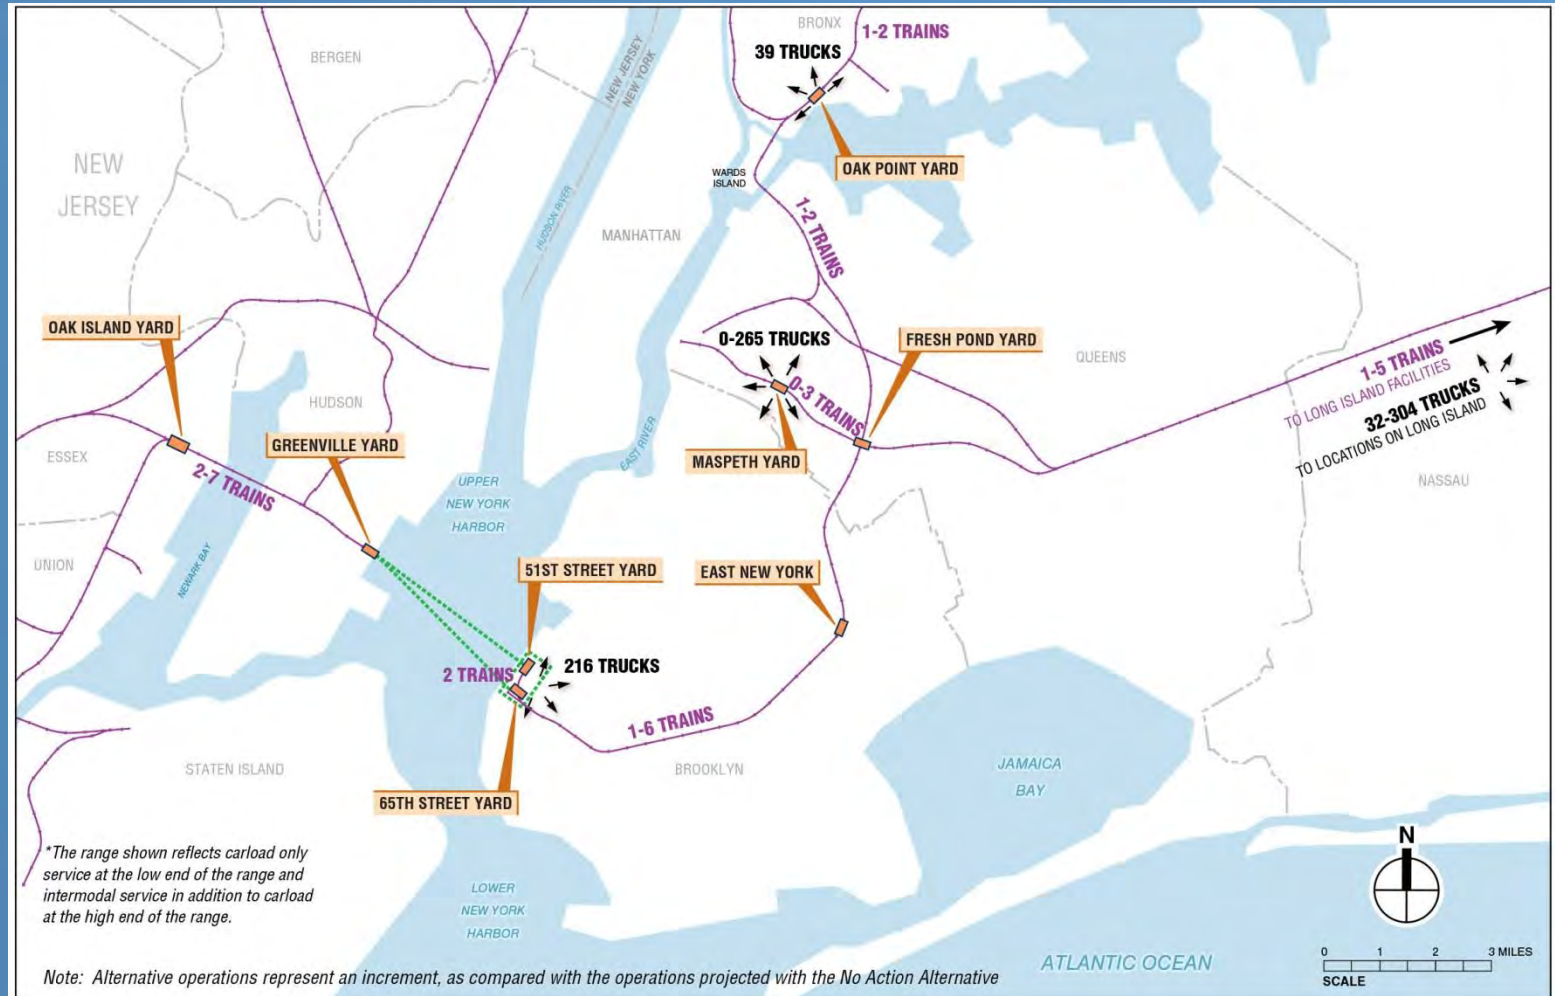 BRONX
1-2 TRAINS
39 TRUCKS
BERGEN
NEW JERSEY
NEW YORK
NEW
JERSEY
OAK POINT YARD
WARDS
ISLAND
HUDSON RIVER
MANHATTAN
1-2 TRAINS
OAK ISLAND YARD
0-265 TRUCKS
FRESH POND YARD
QUEENS
1-5 TRAINS
TO LONG ISLAND FACILITIES
32-304 TRUCKS
TO LOCATIONS ON LONG ISLAND
0-3 TRAINS
HUDSON
GREENVILLE YARD
EAST RIVER
ESSEX
MASPETH YARD
2-7 TRAINS
UPPER
NEW YORK
HARBOR
NASSAU
UNION
NEWARK BAY
51ST STREET YARD
EAST NEW YORK
2 TRAINS
216 TRUCKS
1-6 TRAINS
STATEN ISLAND
BROOKLYN
JAMAICA
BAY
65TH STREET YARD
*The range shown reflects carload only
service at the low end of the range and
intermodal service in addition to carload
at the high end of the range.
LOWER
NEW YORK
HARBOR
N
ATLANTIC OCEAN
0 1 2 3 MILES
SCALE
Note: Alternative operations represent an increment, as compared with the operations projected with the No Action Alternative